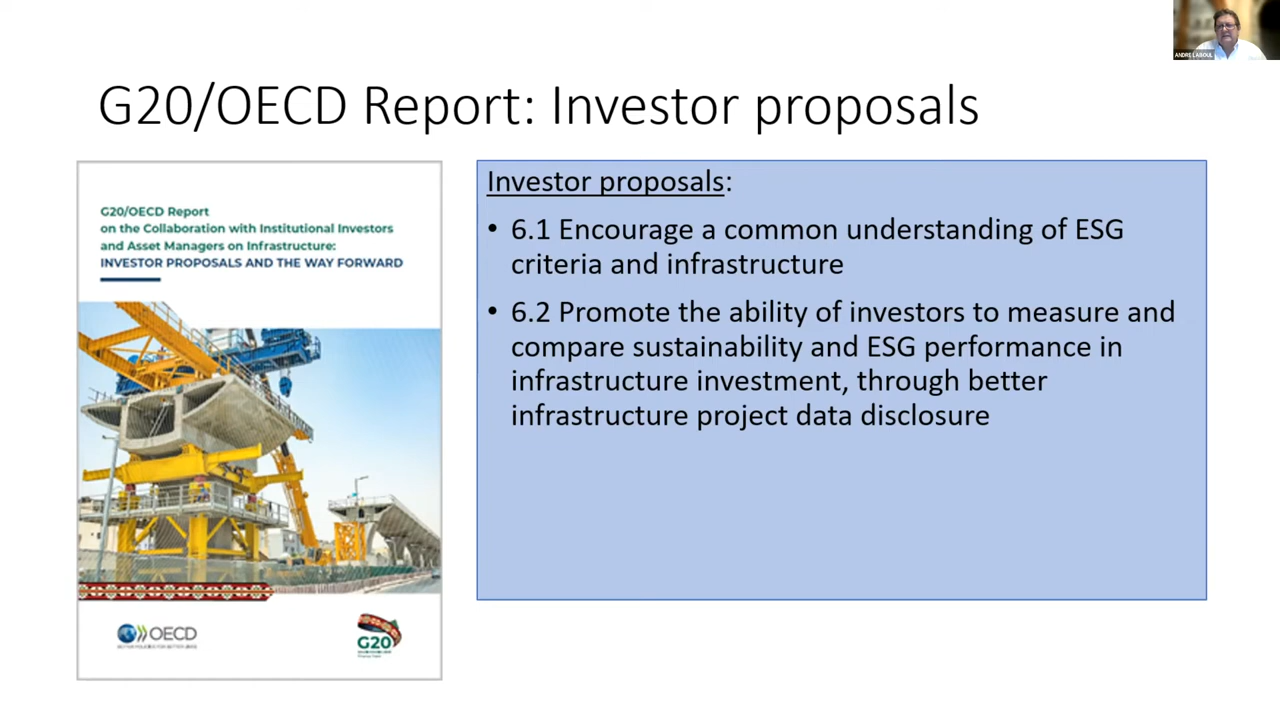 ANDRE LABOUL
G20/OECD Report: Investor proposals
G20/OECD Report
on the Collaboration with Institutional Investors
and Asset Managers on Infrastructure:
INVESTOR PROPOSALS AND THE WAY FORWARD
OECD
G20
Investor proposals:
• 6.1 Encourage a common understanding of ESG
criteria and infrastructure
• 6.2 Promote the ability of investors to measure and
compare sustainability and ESG performance in
infrastructure investment, through better
infrastructure project data disclosure